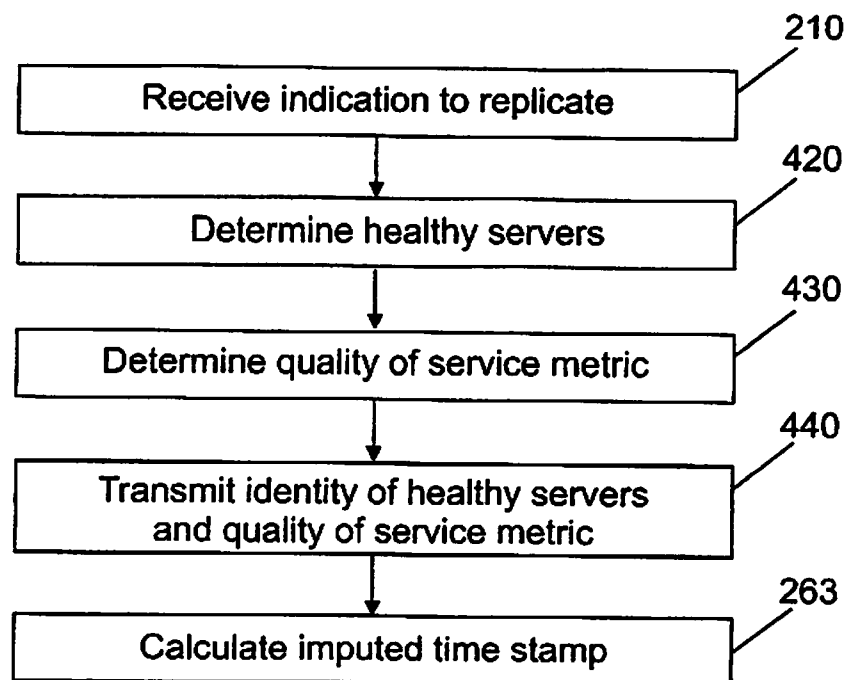 210
Receive indication to replicate
420
Determine healthy servers
430
Determine quality of service metric
440
Transmit identity of healthy servers
and quality of service metric
263
Calculate imputed time stamp